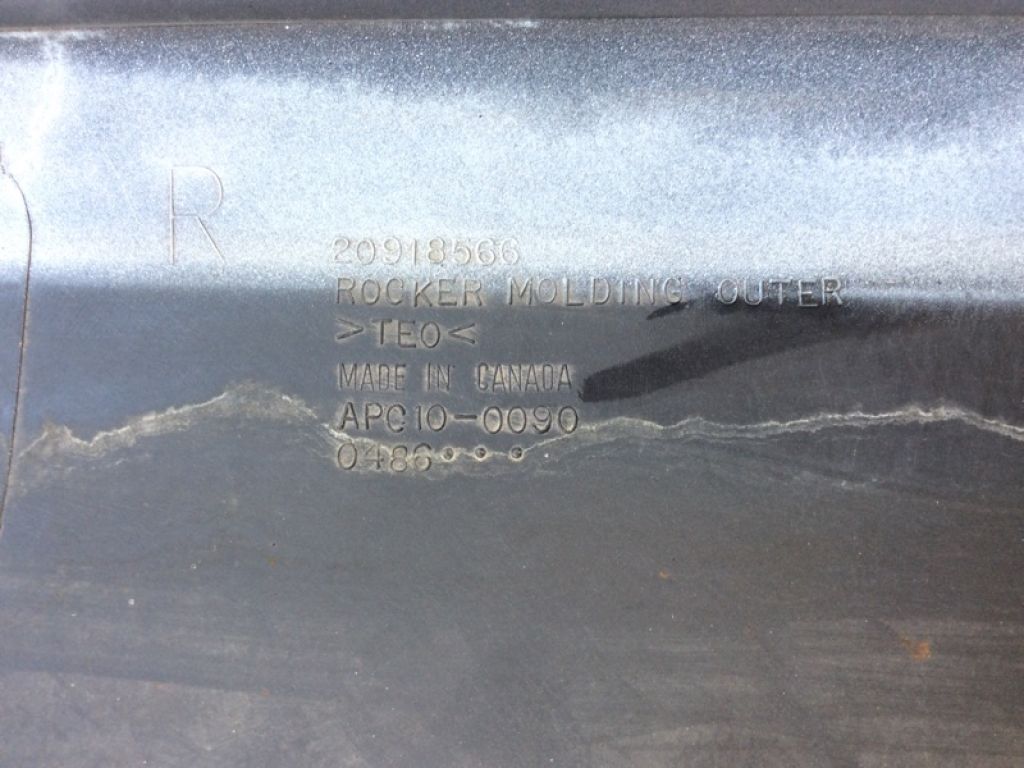 R
20918566
ROCKER MOLDING OUTER
>TEO<
MADE IN CANADA
APC10-0090
0486